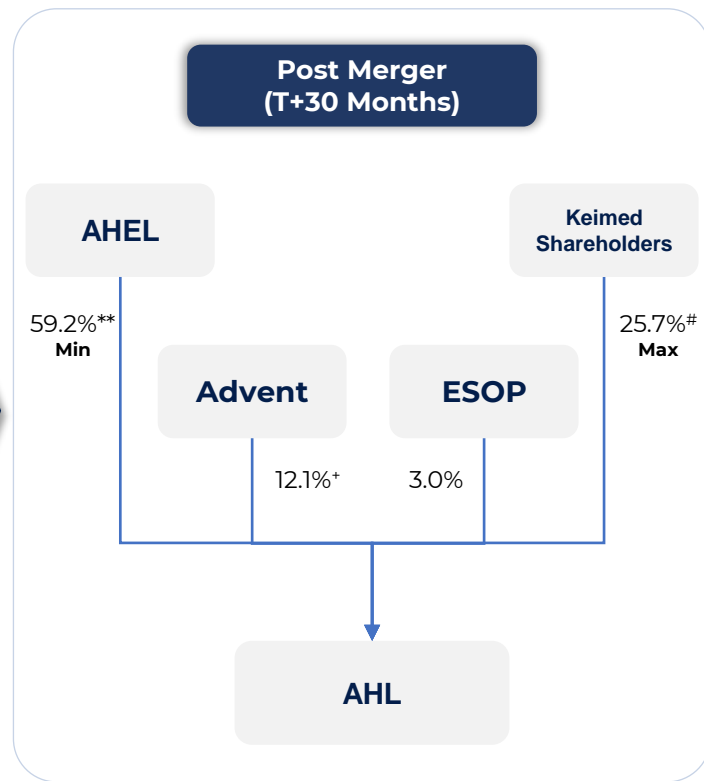 Post Merger
(T+30 Months)
AHEL
Keimed
Shareholders
59.2%**
Min
25.7%#
Max
Advent
ESOP
12.1%+
3.0%
AHL